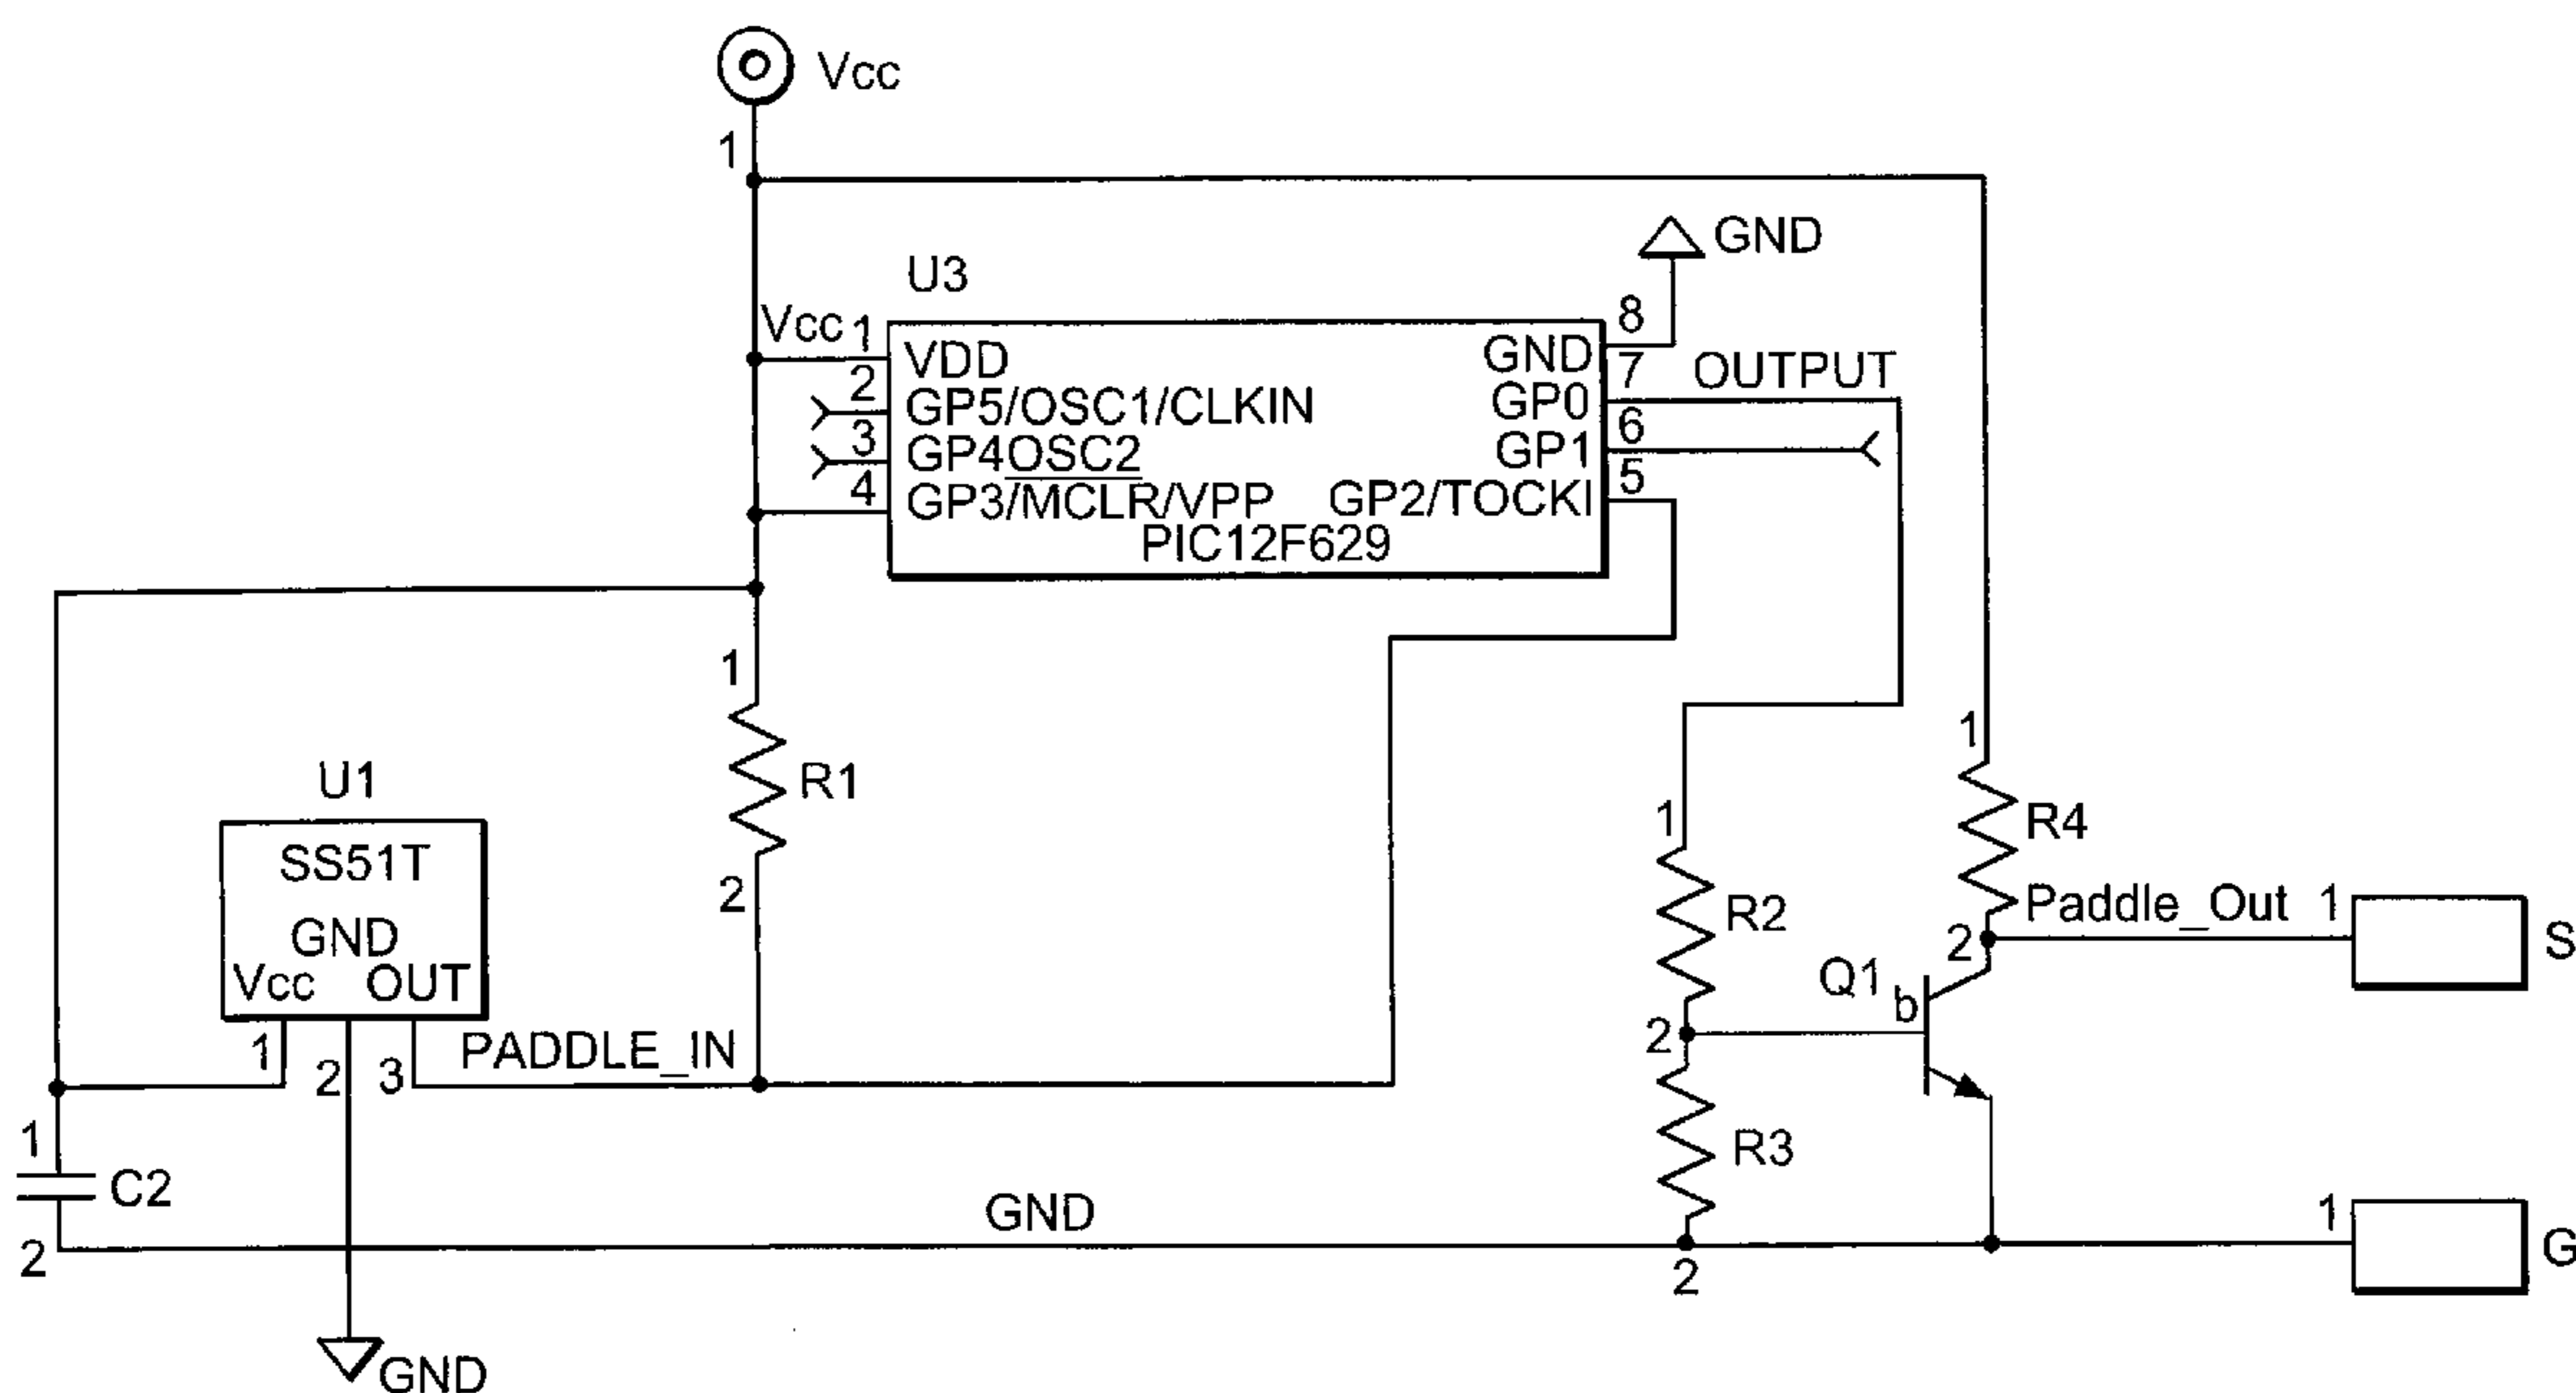 Vcc
1
GND
U3
Vcc 1
8
VDD
GND
2
7
OUTPUT
GP5/OSC1/CLKIN
GP0
3
6
GP4OSC2
GP1
4
5
GP3/MCLR/VPP
GP2/TOCKI
PIC12F629
1
R1
2
U1
SS51T
GND
Vcc OUT
1
2
3
PADDLE_IN
1
C2
2
GND
GND
1
R2
2
R3
2
1
R4
2
Paddle_Out 1
S
Q1
b
1
G